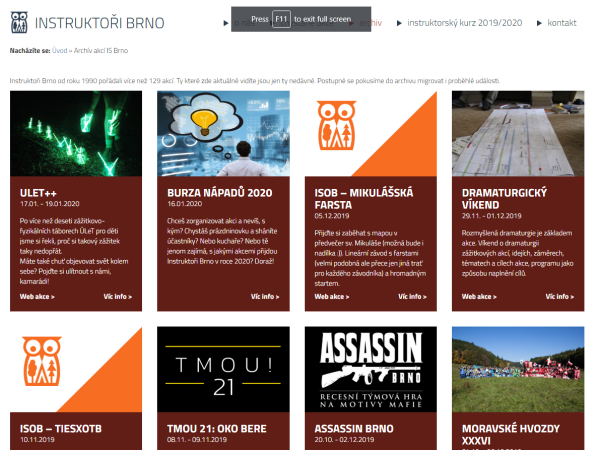 INSTRUKTOŘI BRNO
Press F11 to exit full screen
archiv
instruktorský kurz 2019/2020
kontakt
Nacházíte se: Úvod » Archív akcí I5 Brno
Instruktoři Brno od roku 1990 pořádali více než 129 akcí. Ty které zde aktuálně vidíte jsou jen ty nedávné. Postupně se pokusíme do archivu migrovat i proběhlé události.
ULET++
17.01. - 19.01.2020
Po více než deseti zážitkovo-
fyzikálních táborech ÚLeT pro děti
jsme si řekli, proč si takový zážitek
taky nedopřát.
Máte také chuť objevovat svět kolem
sebe? Pojďte si ulítnout s námi,
kamarádi!
Web akce >
Víc info >
BURZA NÁPADŮ 2020
16.01.2020
Chceš zorganizovat akci a nevíš, s
kým? Chystáš prázdninovku a sháníte
účastníky? Nebo kuchaře? Nebo tě
jenom zajímá, s jakými akcemi přijdou
Instruktoři Brno v roce 2020? Doraž!
Víc info >
ISOB – MIKULÁŠSKÁ
FARSTA
05.12.2019
Přijďte si zaběhat s mapou v
předvečer sv. Mikuláše (možná bude i
nadílka :)). Lineární závod s farstami
(velmi podobná ale přece jen jiná trať
pro každého závodníka) a hromadným
startem.
Web akce >
Víc info >
DRAMATURGICKÝ
VÍKEND
29.11. - 01.12.2019
Rozmyšlená dramaturgie je základem
akce. Víkend o dramaturgii
zážitkových akcí, idejích, záměrech,
tématech a cílech akce, programu jako
způsobu naplnění cílů.
Víc info >
ISOB – TIESXOTB
10.11.2019
TMOU!
21
TMOU 21: OKO BERE
08.11. - 09.11.2019
ASSASSIN
BRNO
RECESNÍ TÝMOVÁ HRA
NA MOTIVY MAFIE
ASSASSIN BRNO
20.10. - 02.12.2019
MORAVSKÉ HVOZDY
XXXVI